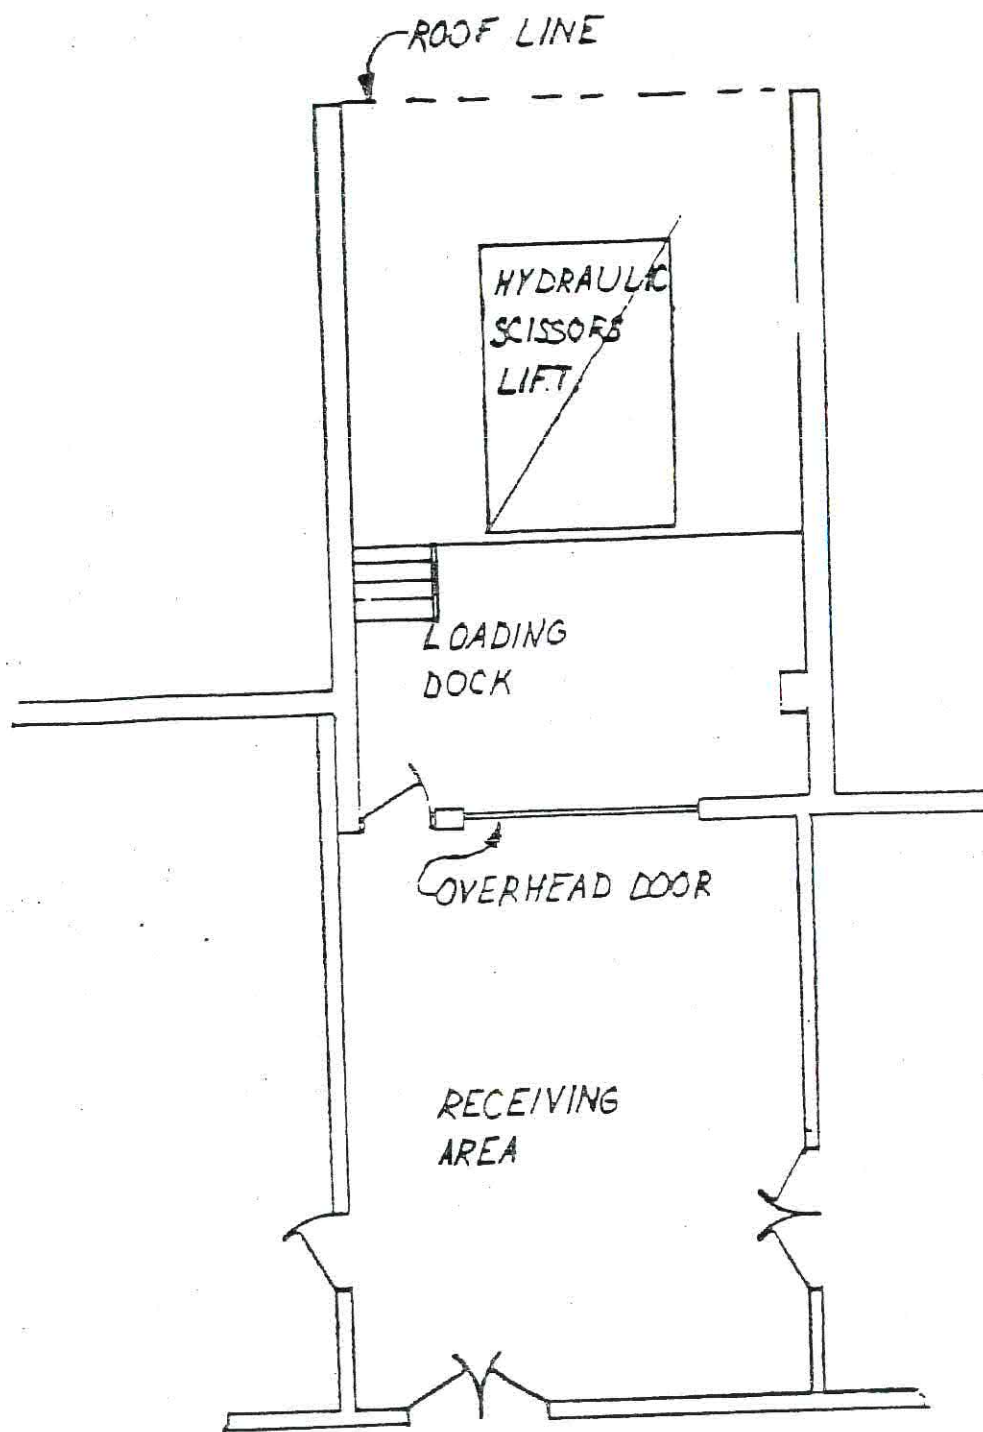 ROOF LINE
HYDRAULIC
SCISSORS
LIFT
LOADING
DOCK
OVERHEAD DOOR
RECEIVING
AREA